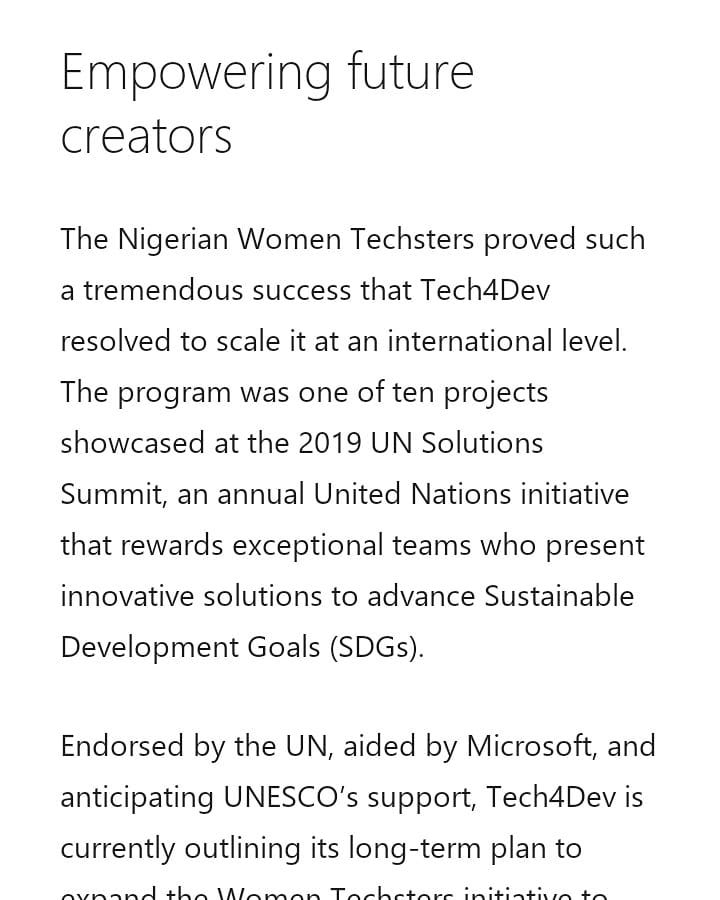 Empowering future
creators
The Nigerian Women Techsters proved such
a tremendous success that Tech4Dev
resolved to scale it at an international level.
The program was one of ten projects
showcased at the 2019 UN Solutions
Summit, an annual United Nations initiative
that rewards exceptional teams who present
innovative solutions to advance Sustainable
Development Goals (SDGs).
Endorsed by the UN, aided by Microsoft, and
anticipating UNESCO’s support, Tech4Dev is
currently outlining its long-term plan to
expand the Women Techsters initiative to